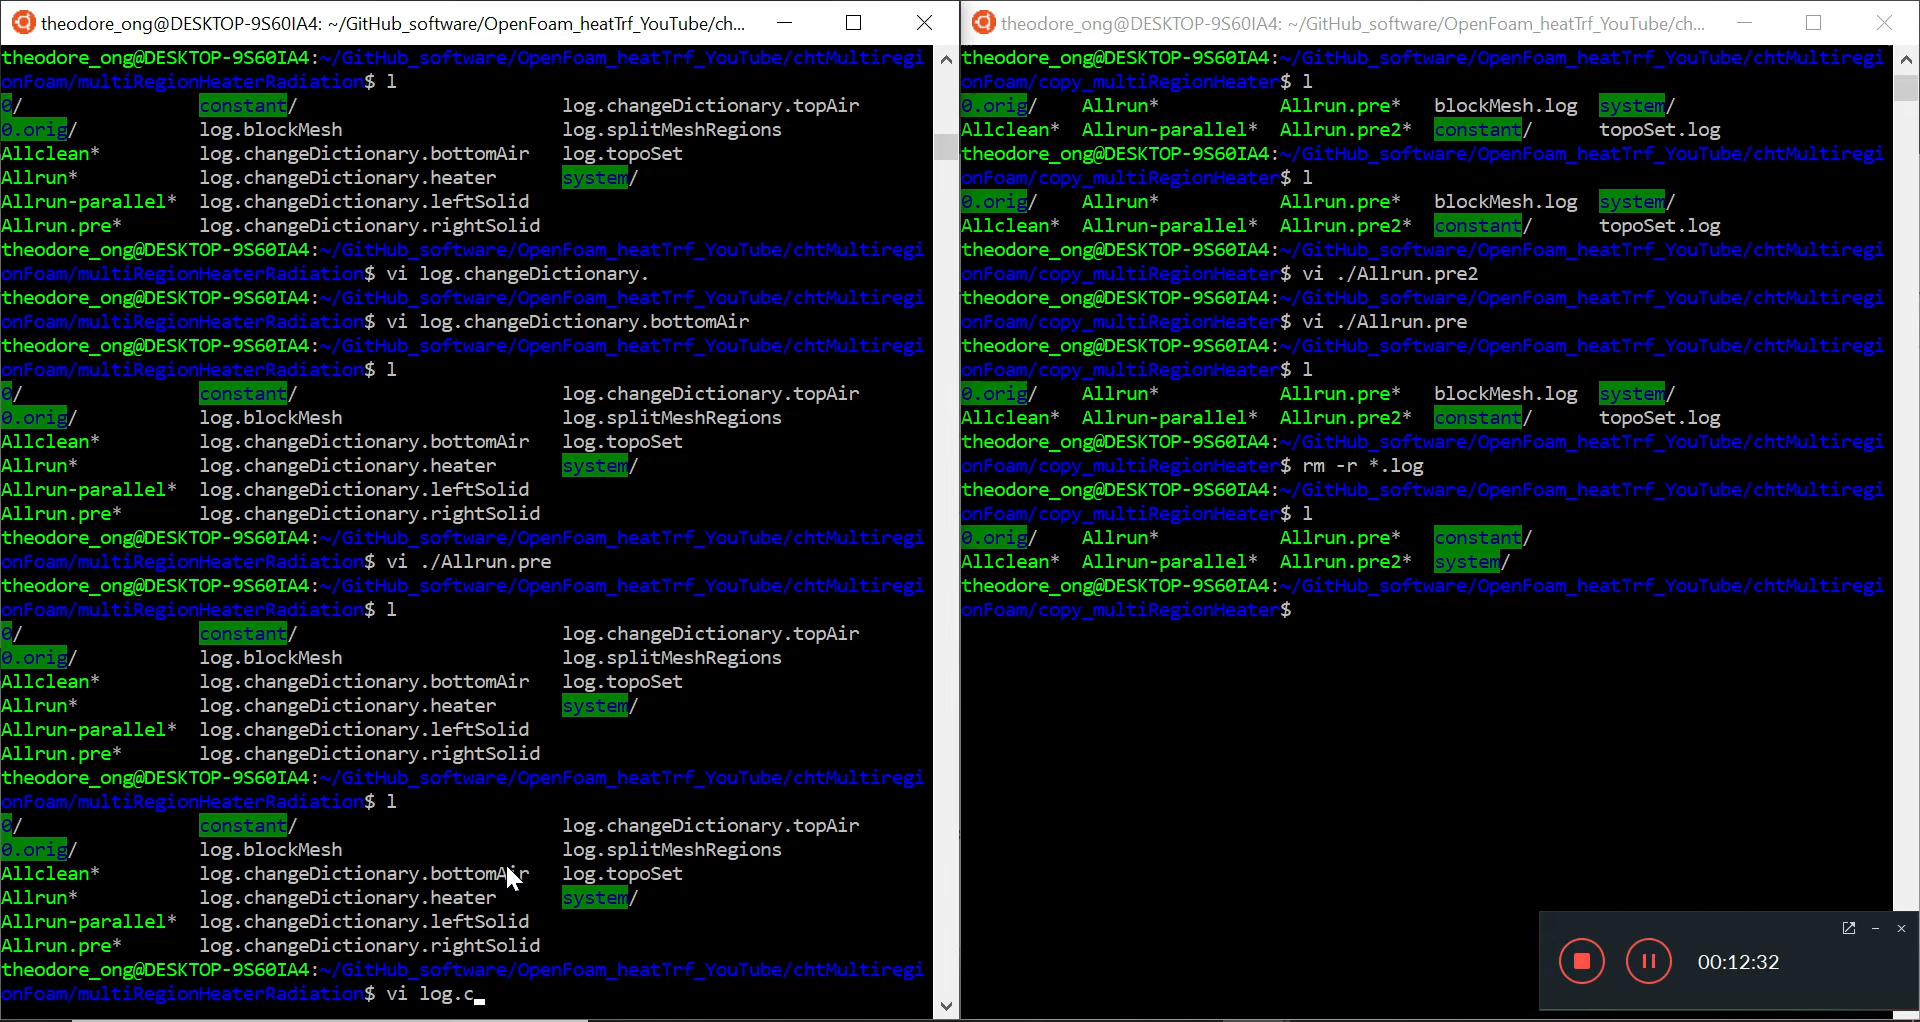 theodore_ong@DESKTOP-9S60IA4: ~/GitHub_software/OpenFoam_heatTrf_YouTube/ch...
theodore_ong@DESKTOP-9S60IA4:~/GitHub_software/OpenFoam_heatTrf_YouTube/chtMultiregi
onFoam/multiRegionHeaterRadiation$ l
0/ constant/ log.changeDictionary.topAir
0.orig/ log.blockMesh log.splitMeshRegions
Allclean* log.changeDictionary.bottomAir log.topoSet
Allrun* log.changeDictionary.heater system/
Allrun-parallel* log.changeDictionary.leftSolid
Allrun.pre* log.changeDictionary.rightSolid
theodore_ong@DESKTOP-9S60IA4:~/GitHub_software/OpenFoam_heatTrf_YouTube/chtMultiregi
onFoam/multiRegionHeaterRadiation$ vi log.changeDictionary.
theodore_ong@DESKTOP-9S60IA4:~/GitHub_software/OpenFoam_heatTrf_YouTube/chtMultiregi
onFoam/multiRegionHeaterRadiation$ vi log.changeDictionary.bottomAir
theodore_ong@DESKTOP-9S60IA4:~/GitHub_software/OpenFoam_heatTrf_YouTube/chtMultiregi
onFoam/multiRegionHeaterRadiation$ l
0/ constant/ log.changeDictionary.topAir
0.orig/ log.blockMesh log.splitMeshRegions
Allclean* log.changeDictionary.bottomAir log.topoSet
Allrun* log.changeDictionary.heater system/
Allrun-parallel* log.changeDictionary.leftSolid
Allrun.pre* log.changeDictionary.rightSolid
theodore_ong@DESKTOP-9S60IA4:~/GitHub_software/OpenFoam_heatTrf_YouTube/chtMultiregi
onFoam/multiRegionHeaterRadiation$ vi ./Allrun.pre
theodore_ong@DESKTOP-9S60IA4:~/GitHub_software/OpenFoam_heatTrf_YouTube/chtMultiregi
onFoam/multiRegionHeaterRadiation$ l
0/ constant/ log.changeDictionary.topAir
0.orig/ log.blockMesh log.splitMeshRegions
Allclean* log.changeDictionary.bottomAir log.topoSet
Allrun* log.changeDictionary.heater system/
Allrun-parallel* log.changeDictionary.leftSolid
Allrun.pre* log.changeDictionary.rightSolid
theodore_ong@DESKTOP-9S60IA4:~/GitHub_software/OpenFoam_heatTrf_YouTube/chtMultiregi
onFoam/multiRegionHeaterRadiation$ l
0/ constant/ log.changeDictionary.topAir
0.orig/ log.blockMesh log.splitMeshRegions
Allclean* log.changeDictionary.bottomAir log.topoSet
Allrun* log.changeDictionary.heater system/
Allrun-parallel* log.changeDictionary.leftSolid
Allrun.pre* log.changeDictionary.rightSolid
theodore_ong@DESKTOP-9S60IA4:~/GitHub_software/OpenFoam_heatTrf_YouTube/chtMultiregi
onFoam/multiRegionHeaterRadiation$ vi log.c_
theodore_ong@DESKTOP-9S60IA4: ~/GitHub_software/OpenFoam_heatTrf_YouTube/ch...
theodore_ong@DESKTOP-9S60IA4:~/GitHub_software/OpenFoam_heatTrf_YouTube/chtMultiregi
onFoam/copy_multiRegionHeater$ l
0.orig/ Allrun* Allrun.pre* blockMesh.log system/
Allclean* Allrun-parallel* Allrun.pre2* constant/ topoSet.log
theodore_ong@DESKTOP-9S60IA4:~/GitHub_software/OpenFoam_heatTrf_YouTube/chtMultiregi
onFoam/copy_multiRegionHeater$ l
0.orig/ Allrun* Allrun.pre* blockMesh.log system/
Allclean* Allrun-parallel* Allrun.pre2* constant/ topoSet.log
theodore_ong@DESKTOP-9S60IA4:~/GitHub_software/OpenFoam_heatTrf_YouTube/chtMultiregi
onFoam/copy_multiRegionHeater$ vi ./Allrun.pre2
theodore_ong@DESKTOP-9S60IA4:~/GitHub_software/OpenFoam_heatTrf_YouTube/chtMultiregi
onFoam/copy_multiRegionHeater$ vi ./Allrun.pre
theodore_ong@DESKTOP-9S60IA4:~/GitHub_software/OpenFoam_heatTrf_YouTube/chtMultiregi
onFoam/copy_multiRegionHeater$ l
0.orig/ Allrun* Allrun.pre* blockMesh.log system/
Allclean* Allrun-parallel* Allrun.pre2* constant/ topoSet.log
theodore_ong@DESKTOP-9S60IA4:~/GitHub_software/OpenFoam_heatTrf_YouTube/chtMultiregi
onFoam/copy_multiRegionHeater$ rm -r *.log
theodore_ong@DESKTOP-9S60IA4:~/GitHub_software/OpenFoam_heatTrf_YouTube/chtMultiregi
onFoam/copy_multiRegionHeater$ l
0.orig/ Allrun* Allrun.pre* constant/
Allclean* Allrun-parallel* Allrun.pre2* system/
theodore_ong@DESKTOP-9S60IA4:~/GitHub_software/OpenFoam_heatTrf_YouTube/chtMultiregi
onFoam/copy_multiRegionHeater$
00:12:32